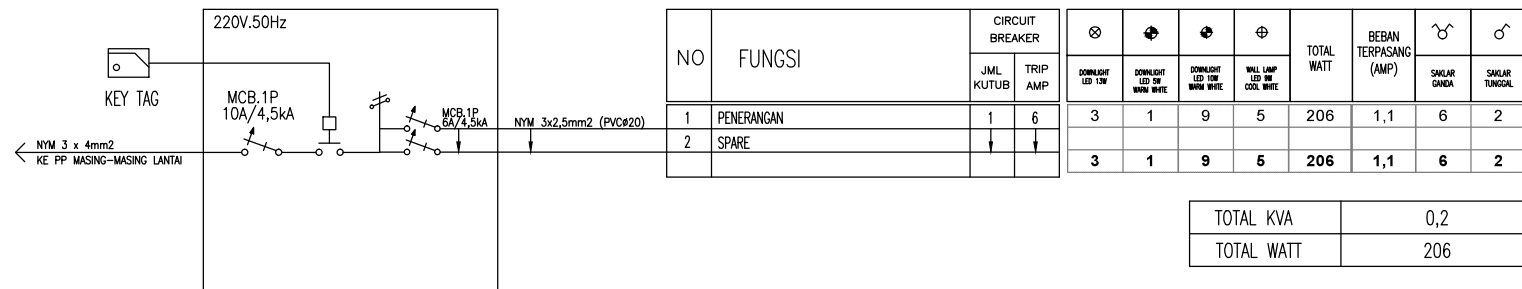 220V.50Hz
KEY TAG
MCB.1P
10A/4,5kA
MCB.1P
6A/4,5kA
NYM 3x2,5mm2 (PVCø20)
NYM 3 x 4mm2
KE PP MASING-MASING LANTAI
NO FUNGSI CIRCUIT BREAKER
JML KUTUB TRIP AMP
1 PENERANGAN 1 6
2 SPARE
DOWNLIGHT LED 13W
DOWNLIGHT LED 5W WARM WHITE
DOWNLIGHT LED 10W WARM WHITE
WALL LAMP LED 9W COOL WHITE
TOTAL WATT
BEBAN TERPASANG (AMP)
SAKLAR GANDA
SAKLAR TUNGGAL
3 1 9 5 206 1,1 6 2
3 1 9 5 206 1,1 6 2
TOTAL KVA 0,2
TOTAL WATT 206